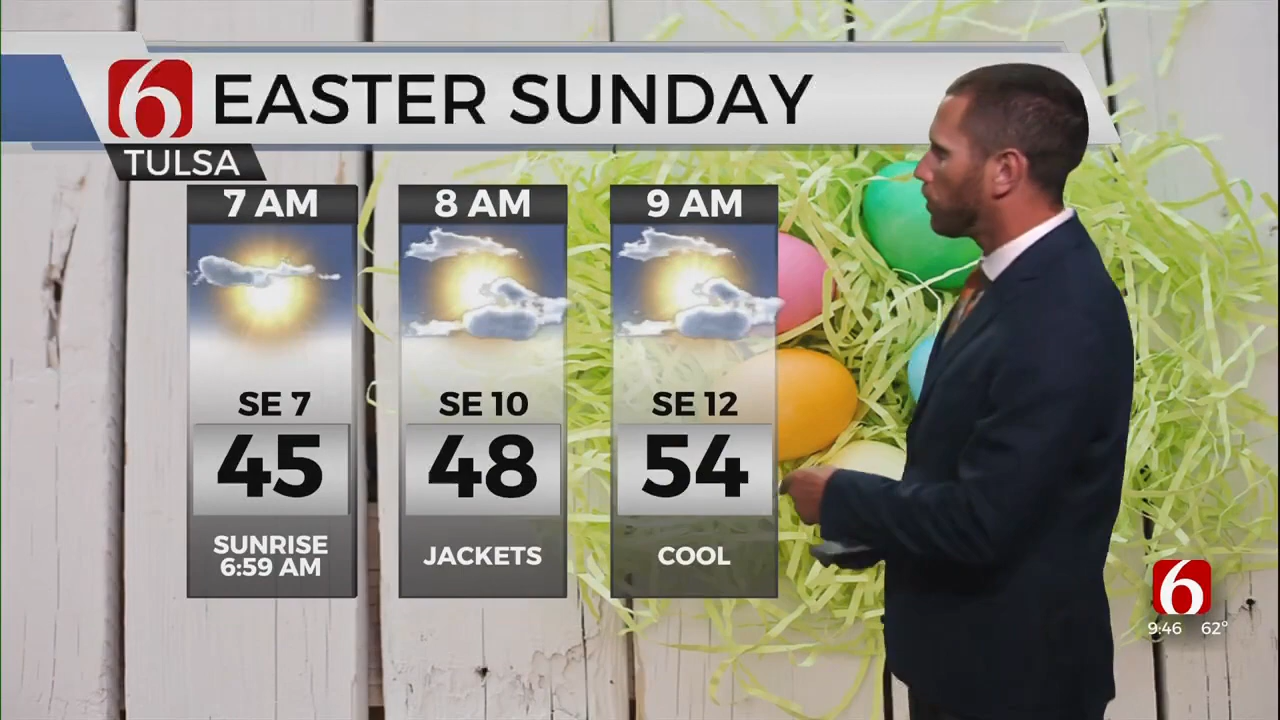 6 EASTER SUNDAY
TULSA
7 AM
SE 7
45
SUNRISE
6:59 AM
8 AM
SE 10
48
JACKETS
9 AM
SE 12
54
COOL
6
9:46 62°